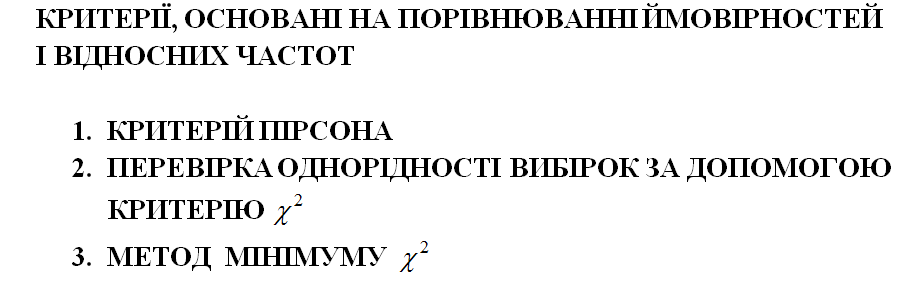 КРИТЕРІЇ, ОСНОВАНІ НА ПОРІВНЮВАННІ ЙМОВІРНОСТЕЙ
І ВІДНОСНИХ ЧАСТОТ
1. КРИТЕРІЙ ПІРСОНА
2. ПЕРЕВІРКА ОДНОРІДНОСТІ ВИБІРОК ЗА ДОПОМОГОЮ
КРИТЕРІЮ χ²
3. МЕТОД МІНІМУМУ χ²